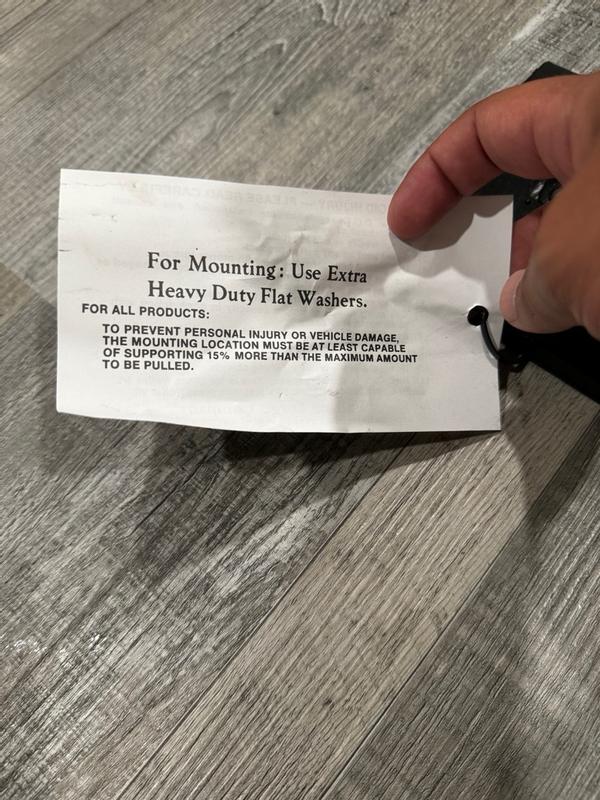 For Mounting: Use Extra
Heavy Duty Flat Washers.
FOR ALL PRODUCTS:
TO PREVENT PERSONAL INJURY OR VEHICLE DAMAGE,
THE MOUNTING LOCATION MUST BE AT LEAST CAPABLE
OF SUPPORTING 15% MORE THAN THE MAXIMUM AMOUNT
TO BE PULLED.